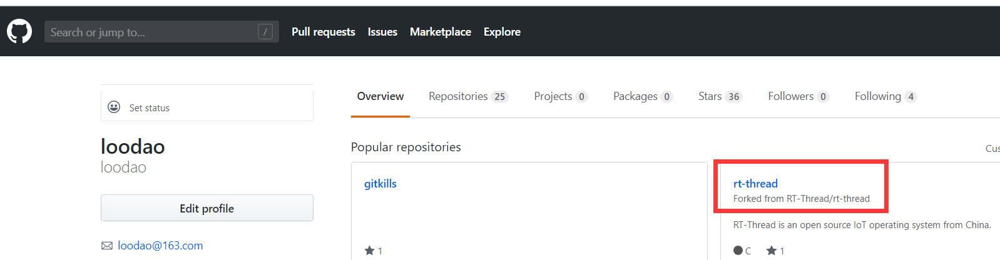 Search or jump to... /
Pull requests Issues Marketplace Explore
Set status
loodao
loodao
Edit profile
loodao@163.com
Overview Repositories 25 Projects 0 Packages 0 Stars 36 Followers 0 Following 4
Popular repositories
Cus
gitkills
1
rt-thread
Forked from RT-Thread/rt-thread
RT-Thread is an open source IoT operating system from China.
C 1